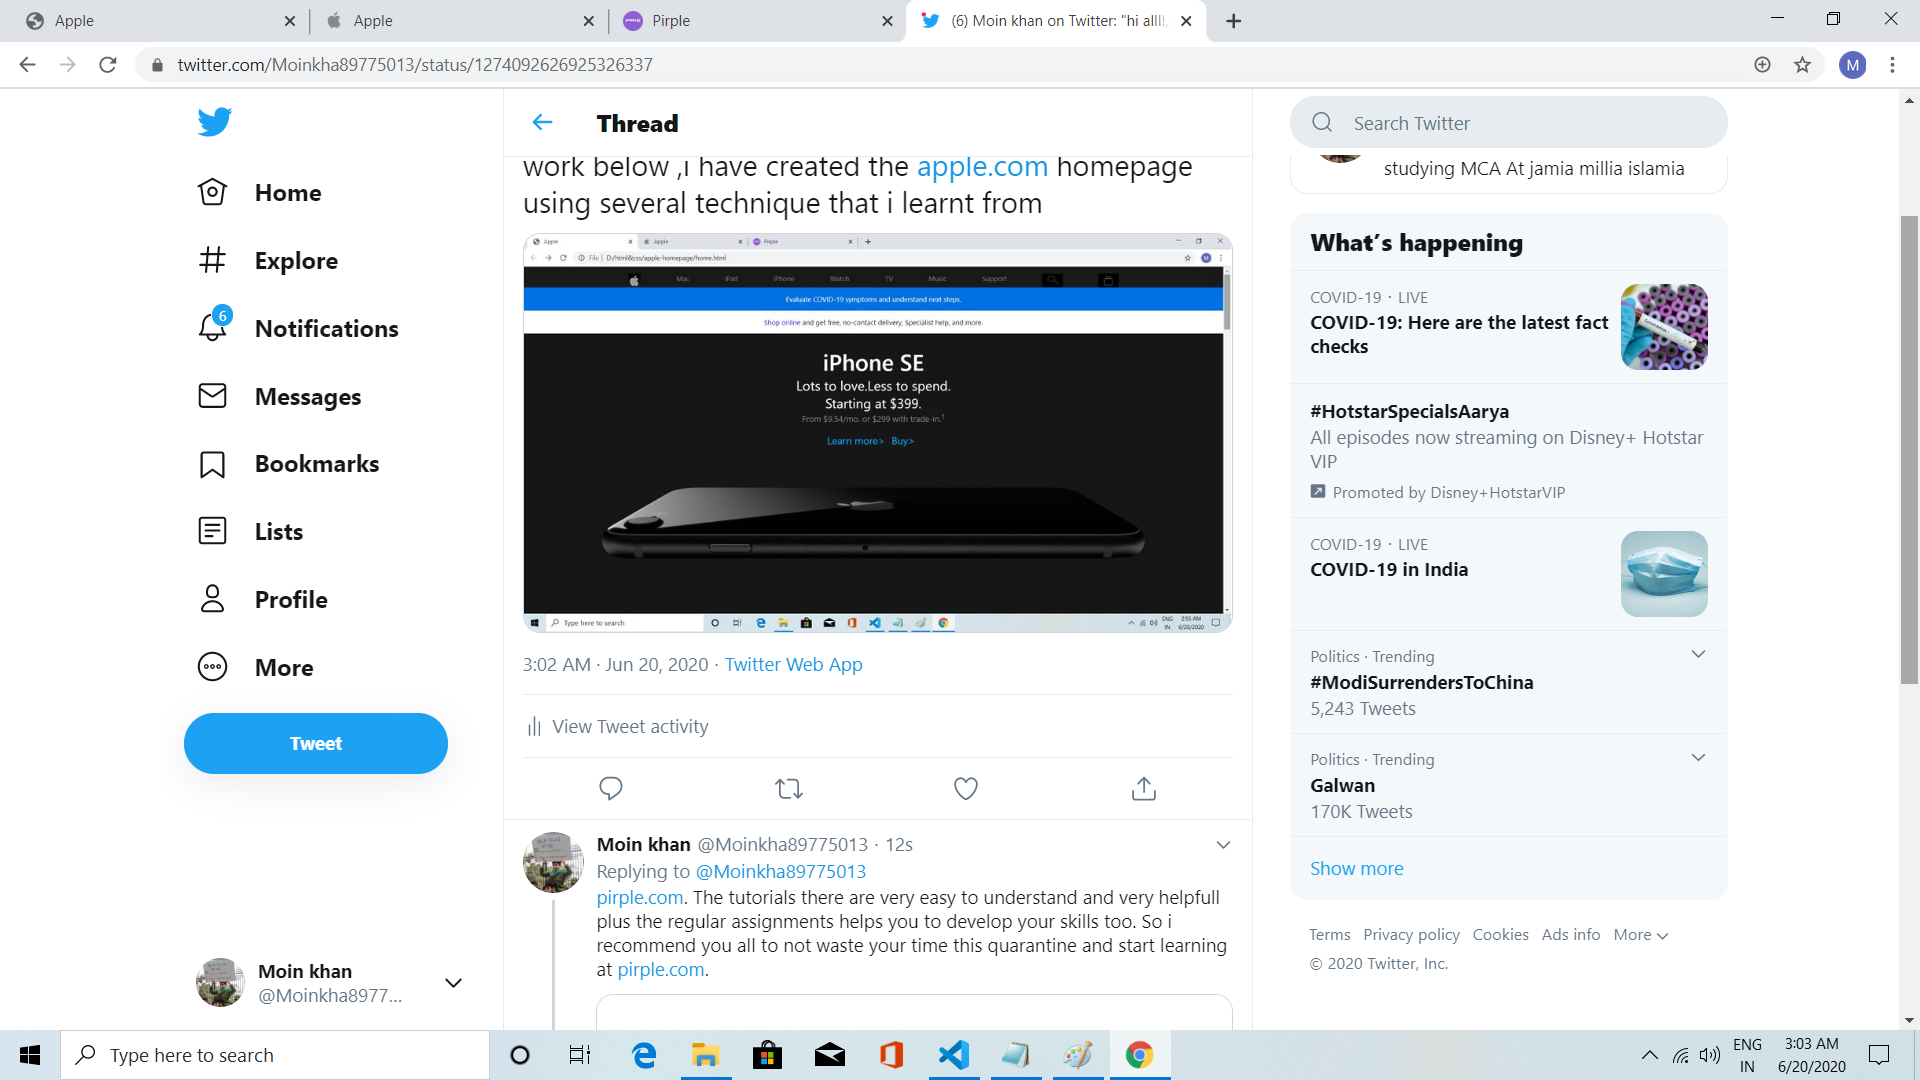 Apple
Apple
Pirple
(6) Moin khan on Twitter: "hi alll!
twitter.com/Moinkha89775013/status/1274092626925326337
M
Home
Explore
6
Notifications
Messages
Bookmarks
Lists
Profile
More
Tweet
Moin khan
@Moinkha8977...
Thread
work below ,i have created the apple.com homepage
using several technique that i learnt from
Apple
Apple
Pirple
File | D:/html&css/apple-homepage/home.html
Mac iPad iPhone Watch TV Music Support
Evaluate COVID-19 symptoms and understand next steps.
Shop online and get free, no-contact delivery, Specialist help, and more.
iPhone SE
Lots to love.Less to spend.
Starting at $399.
From $9.54/mo. or $299 with trade-in.1
Learn more> Buy>
Type here to search
ENG
IN
2:55 AM
6/20/2020
3:02 AM · Jun 20, 2020 · Twitter Web App
View Tweet activity
Moin khan @Moinkha89775013 · 12s
Replying to @Moinkha89775013
pirple.com. The tutorials there are very easy to understand and very helpfull
plus the regular assignments helps you to develop your skills too. So i
recommend you all to not waste your time this quarantine and start learning
at pirple.com.
Search Twitter
studying MCA At jamia millia islamia
What's happening
COVID-19 · LIVE
COVID-19: Here are the latest fact
checks
#HotstarSpecialsAarya
All episodes now streaming on Disney+ Hotstar
VIP
Promoted by Disney+HotstarVIP
COVID-19 · LIVE
COVID-19 in India
Politics · Trending
#ModiSurrendersToChina
5,243 Tweets
Politics · Trending
Galwan
170K Tweets
Show more
Terms Privacy policy Cookies Ads info More
© 2020 Twitter, Inc.
Type here to search
ENG
IN
3:03 AM
6/20/2020